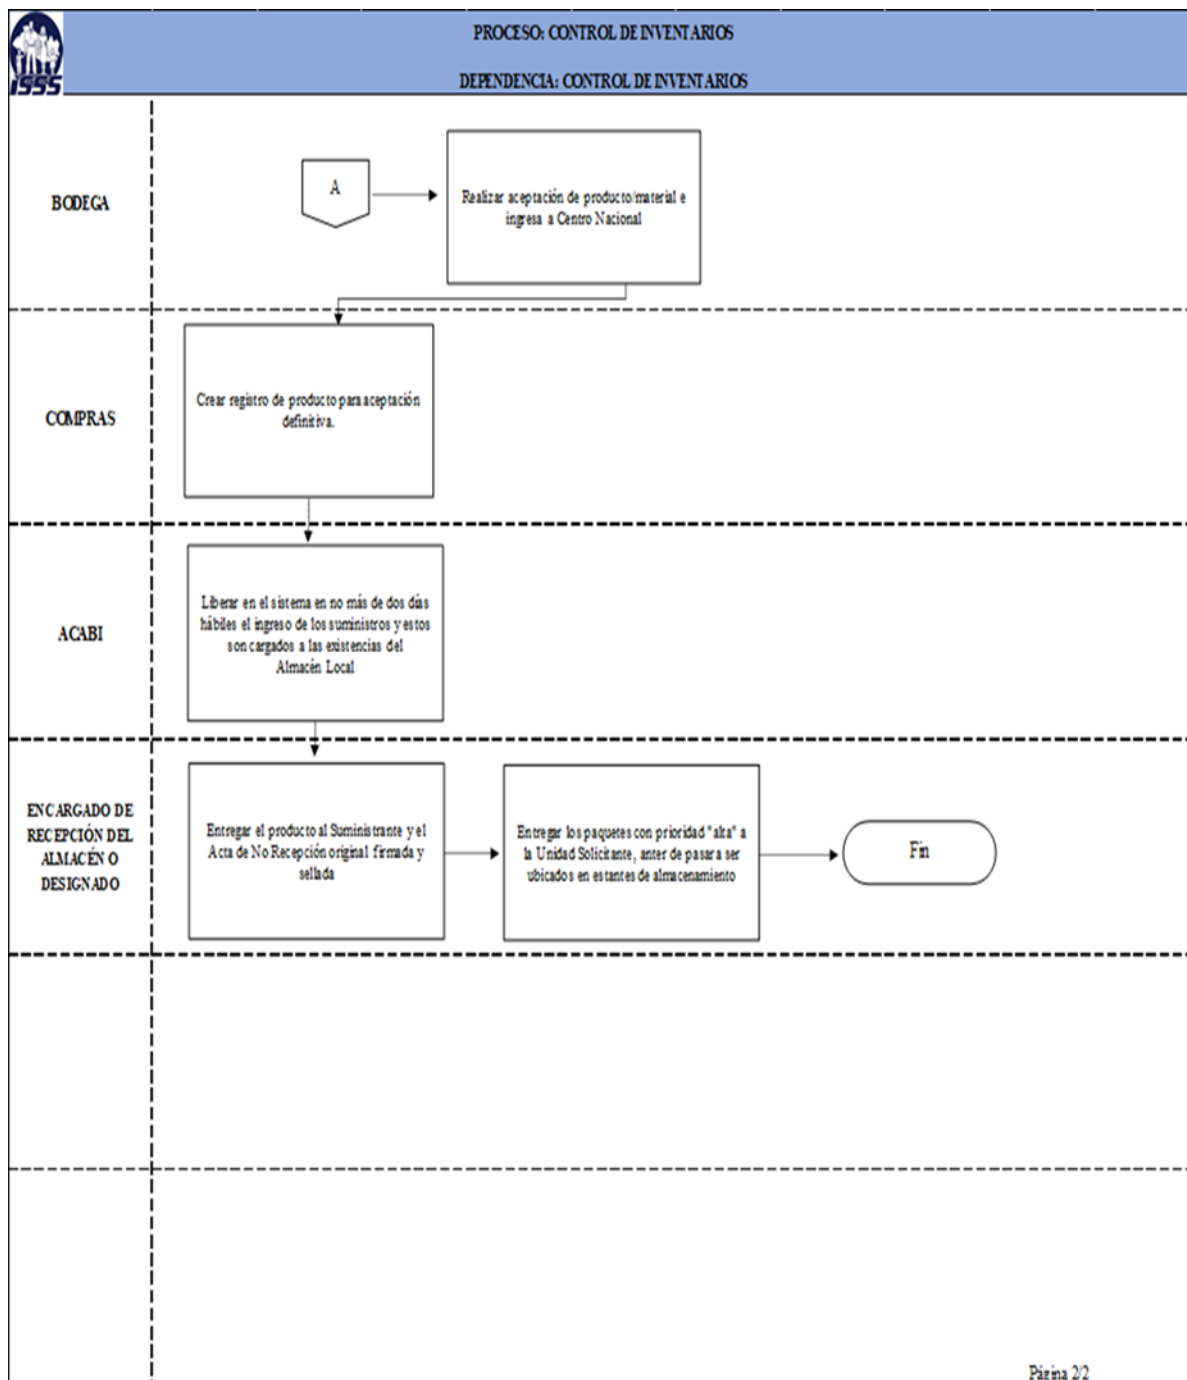 ISSS
PROCESO: CONTROL DE INVENTARIOS
DEPENDENCIA: CONTROL DE INVENTARIOS
BODEGA
A
Realizar aceptación de producto/material e
ingresa a Centro Nacional
COMPRAS
Crear registro de producto para aceptación
definitiva.
ACABI
Liberar en el sistema en no más de dos días
hábiles el ingreso de los suministros y estos
son cargados a las existencias del
Almacén Local
ENCARGADO DE
RECEPCIÓN DEL
ALMACÉN O
DESIGNADO
Entregar el producto al Suministrante y el
Acta de No Recepción original firmada y
sellada
Entregar los paquetes con prioridad "alta" a
la Unidad Solicitante, anter de pasar a ser
ubicados en estantes de almacenamiento
Fin
Página 2/2